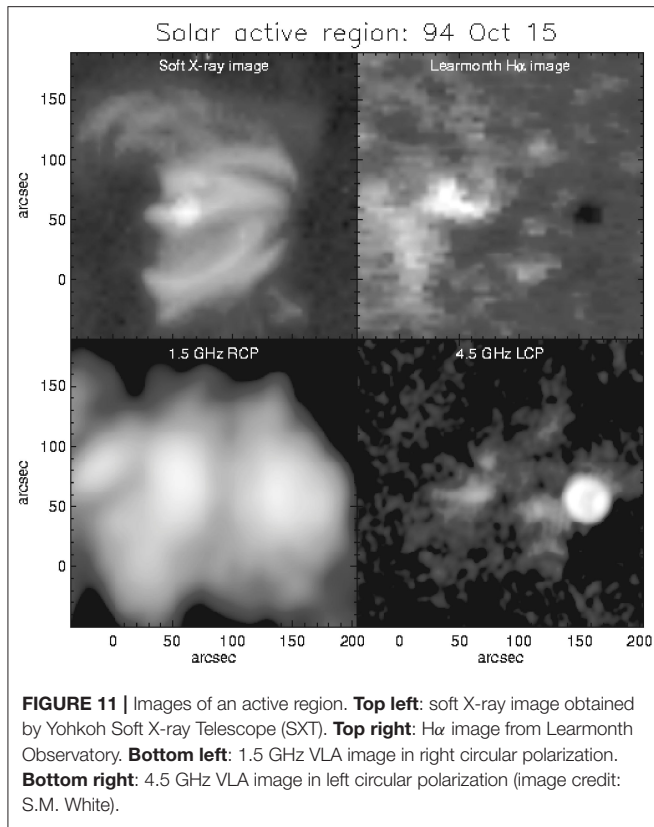 Solar active region: 94 Oct 15
Soft X-ray image
Learmonth Hα image
150
100
50
0
arcsec
1.5 GHz RCP
4.5 GHz LCP
150
100
50
0
arcsec
0 50 100 150 200
0 50 100 150 200
arcsec
arcsec
FIGURE 11 | Images of an active region. Top left: soft X-ray image obtained
by Yohkoh Soft X-ray Telescope (SXT). Top right: Hα image from Learmonth
Observatory. Bottom left: 1.5 GHz VLA image in right circular polarization.
Bottom right: 4.5 GHz VLA image in left circular polarization (image credit:
S.M. White).